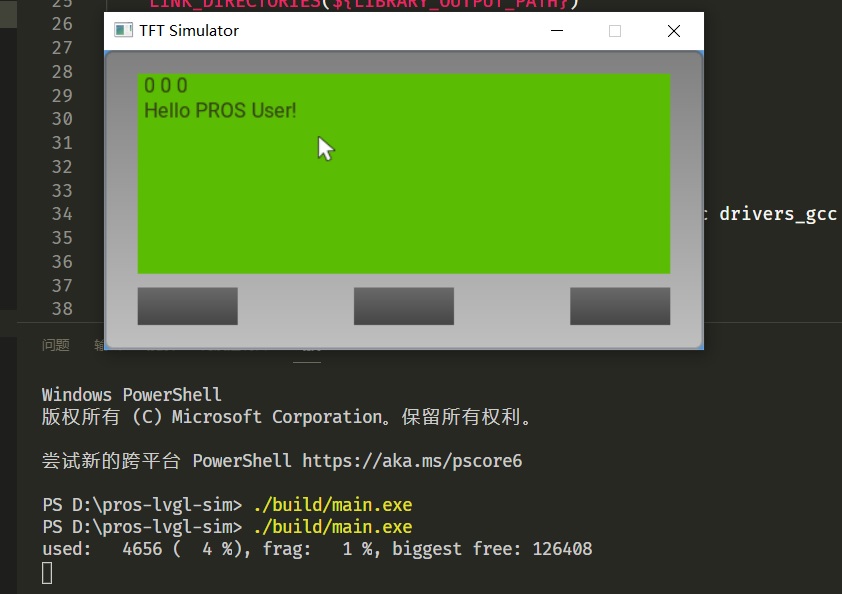 25 LINK_DIRECTORIES(${LIBRARY_OUTPUT_PATH})
TFT Simulator
26
27
28
0 0 0
29
Hello PROS User!
30
31
32
33
34 drivers_gcc
35
36
37
38
问题
Windows PowerShell
版权所有 (C) Microsoft Corporation。保留所有权利。
尝试新的跨平台 PowerShell https://aka.ms/pscore6
PS D:\pros-lvgl-sim> ./build/main.exe
PS D:\pros-lvgl-sim> ./build/main.exe
used:   4656 (  4 %), frag:   1 %, biggest free: 126408